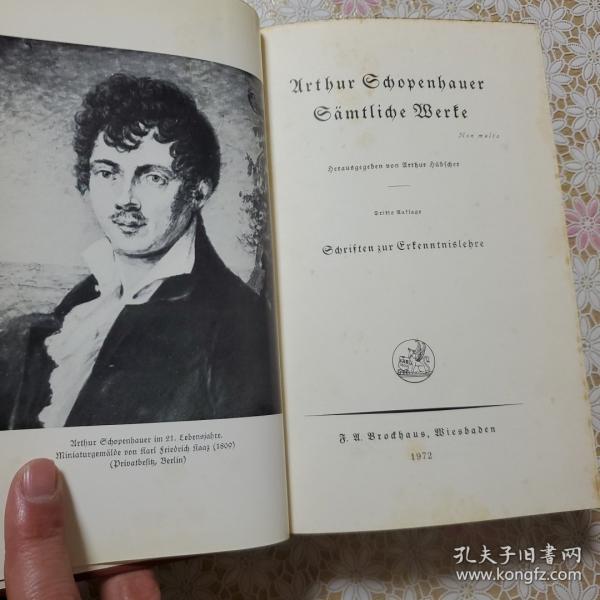 Arthur Schopenhauer im 21. Lebensjahre.
Miniaturgemälde von Karl Friedrich Kaaz (1809)
(Privatbesitz, Berlin)
Arthur Schopenhauer
Sämtliche Werke
Non multa
Herausgegeben von Arthur Hübscher
Dritte Auflage
Schriften zur Erkenntnislehre
F. A. Brockhaus, Wiesbaden
1972
孔夫子旧书网
www.kongfz.com